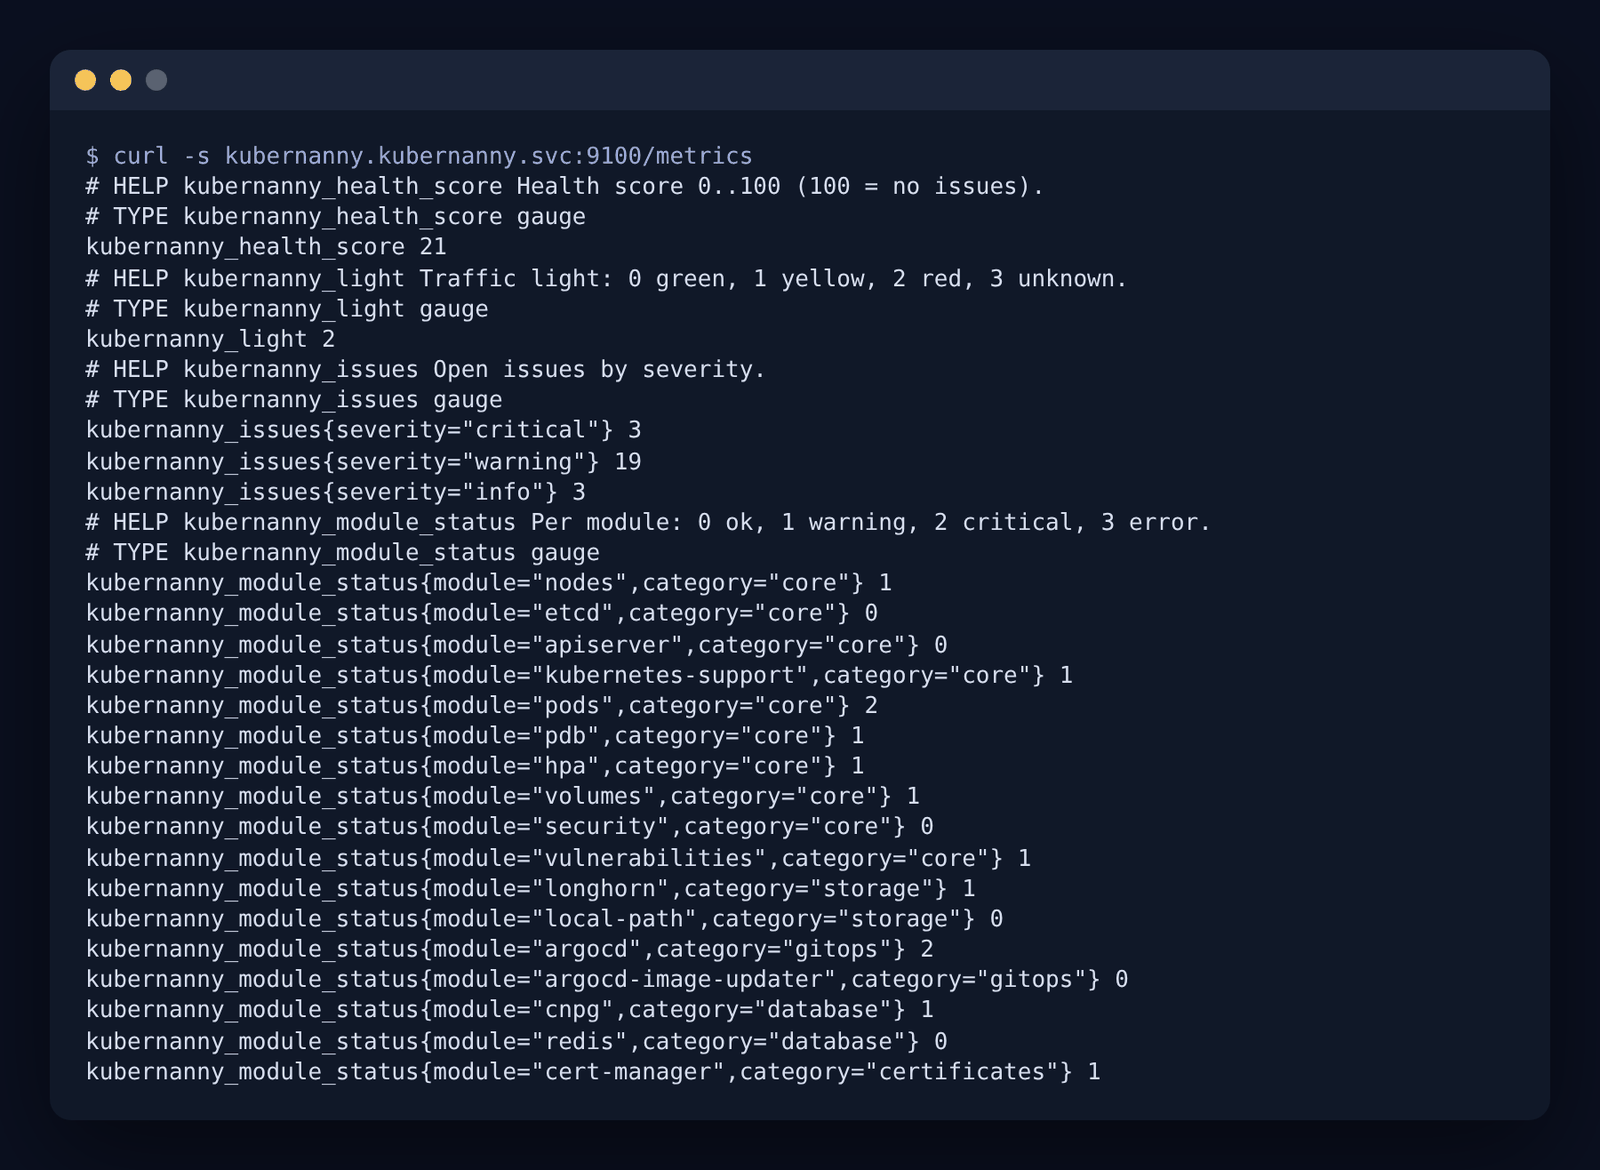 $ curl -s kubernanny.kubernanny.svc:9100/metrics
# HELP kubernanny_health_score Health score 0..100 (100 = no issues).
# TYPE kubernanny_health_score gauge
kubernanny_health_score 21
# HELP kubernanny_light Traffic light: 0 green, 1 yellow, 2 red, 3 unknown.
# TYPE kubernanny_light gauge
kubernanny_light 2
# HELP kubernanny_issues Open issues by severity.
# TYPE kubernanny_issues gauge
kubernanny_issues{severity="critical"} 3
kubernanny_issues{severity="warning"} 19
kubernanny_issues{severity="info"} 3
# HELP kubernanny_module_status Per module: 0 ok, 1 warning, 2 critical, 3 error.
# TYPE kubernanny_module_status gauge
kubernanny_module_status{module="nodes",category="core"} 1
kubernanny_module_status{module="etcd",category="core"} 0
kubernanny_module_status{module="apiserver",category="core"} 0
kubernanny_module_status{module="kubernetes-support",category="core"} 1
kubernanny_module_status{module="pods",category="core"} 2
kubernanny_module_status{module="pdb",category="core"} 1
kubernanny_module_status{module="hpa",category="core"} 1
kubernanny_module_status{module="volumes",category="core"} 1
kubernanny_module_status{module="security",category="core"} 0
kubernanny_module_status{module="vulnerabilities",category="core"} 1
kubernanny_module_status{module="longhorn",category="storage"} 1
kubernanny_module_status{module="local-path",category="storage"} 0
kubernanny_module_status{module="argocd",category="gitops"} 2
kubernanny_module_status{module="argocd-image-updater",category="gitops"} 0
kubernanny_module_status{module="cnpg",category="database"} 1
kubernanny_module_status{module="redis",category="database"} 0
kubernanny_module_status{module="cert-manager",category="certificates"} 1